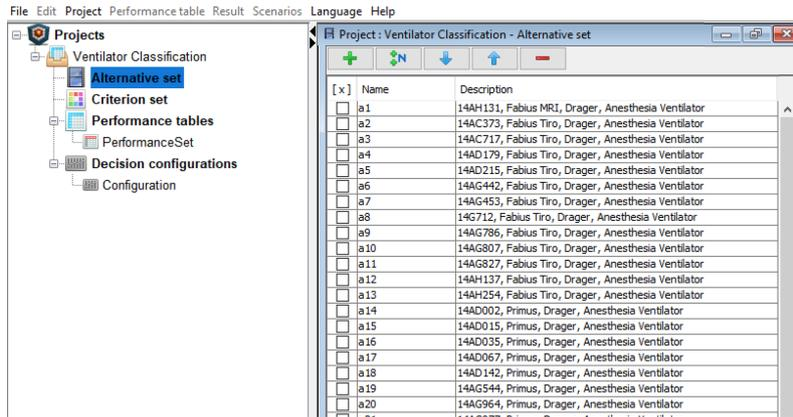 File Edit Project Performance table Result Scenarios Language Help
Projects
Ventilator Classification
Alternative set
Criterion set
Performance tables
PerformanceSet
Decision configurations
Configuration
Project : Ventilator Classification - Alternative set
N
[ x ] Name Description
a1 14AH131, Fabius MRI, Drager, Anesthesia Ventilator
a2 14AC373, Fabius Tiro, Drager, Anesthesia Ventilator
a3 14AC717, Fabius Tiro, Drager, Anesthesia Ventilator
a4 14AD179, Fabius Tiro, Drager, Anesthesia Ventilator
a5 14AD215, Fabius Tiro, Drager, Anesthesia Ventilator
a6 14AG442, Fabius Tiro, Drager, Anesthesia Ventilator
a7 14AG453, Fabius Tiro, Drager, Anesthesia Ventilator
a8 14G712, Fabius Tiro, Drager, Anesthesia Ventilator
a9 14AG786, Fabius Tiro, Drager, Anesthesia Ventilator
a10 14AG807, Fabius Tiro, Drager, Anesthesia Ventilator
a11 14AG827, Fabius Tiro, Drager, Anesthesia Ventilator
a12 14AH137, Fabius Tiro, Drager, Anesthesia Ventilator
a13 14AH254, Fabius Tiro, Drager, Anesthesia Ventilator
a14 14AD002, Primus, Drager, Anesthesia Ventilator
a15 14AD015, Primus, Drager, Anesthesia Ventilator
a16 14AD035, Primus, Drager, Anesthesia Ventilator
a17 14AD067, Primus, Drager, Anesthesia Ventilator
a18 14AD142, Primus, Drager, Anesthesia Ventilator
a19 14AG544, Primus, Drager, Anesthesia Ventilator
a20 14AG964, Primus, Drager, Anesthesia Ventilator